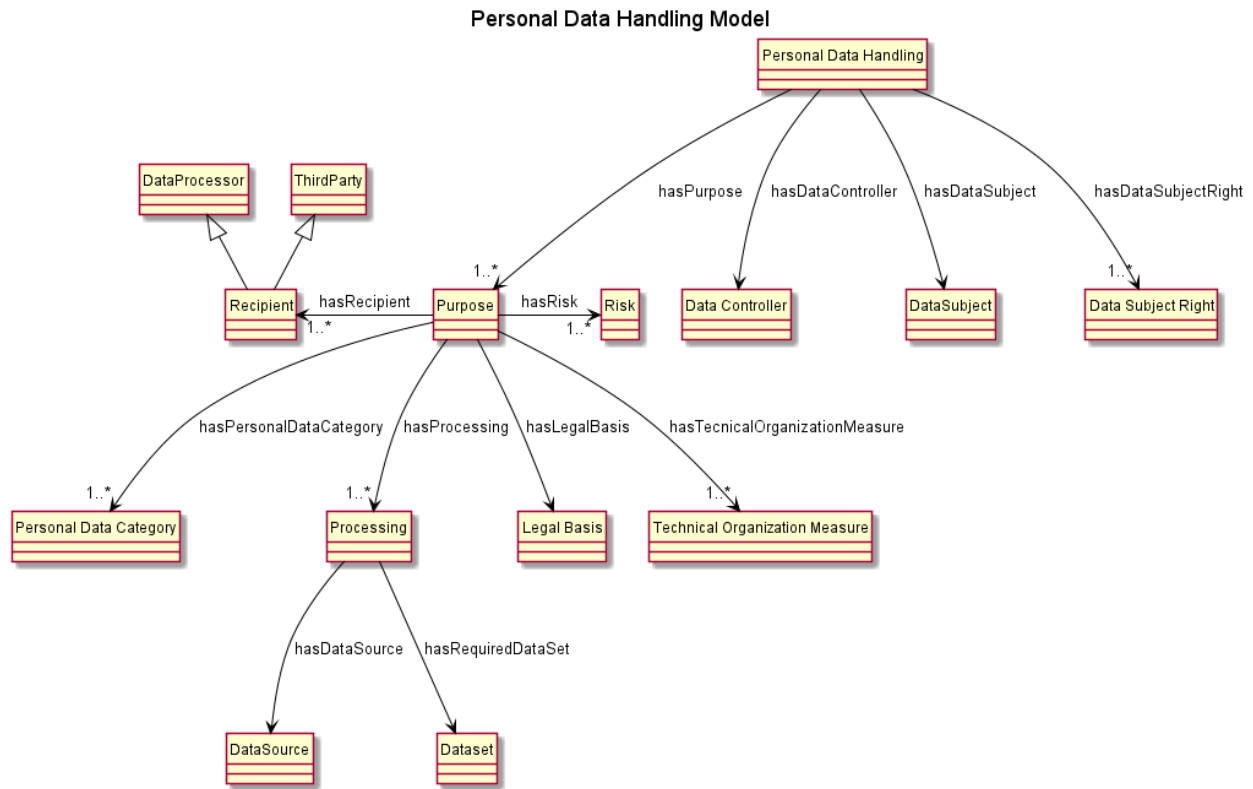 Personal Data Handling Model
Personal Data Handling
hasPurpose
hasDataController
hasDataSubject
hasDataSubjectRight
DataProcessor
ThirdParty
1..*
1..*
Recipient
hasRecipient
1..*
Purpose
hasRisk
1..*
Risk
Data Controller
DataSubject
Data Subject Right
hasPersonalDataCategory
hasProcessing
hasLegalBasis
hasTecnicalOrganizationMeasure
1..*
1..*
1..*
Personal Data Category
Processing
Legal Basis
Technical Organization Measure
hasDataSource
hasRequiredDataSet
DataSource
Dataset